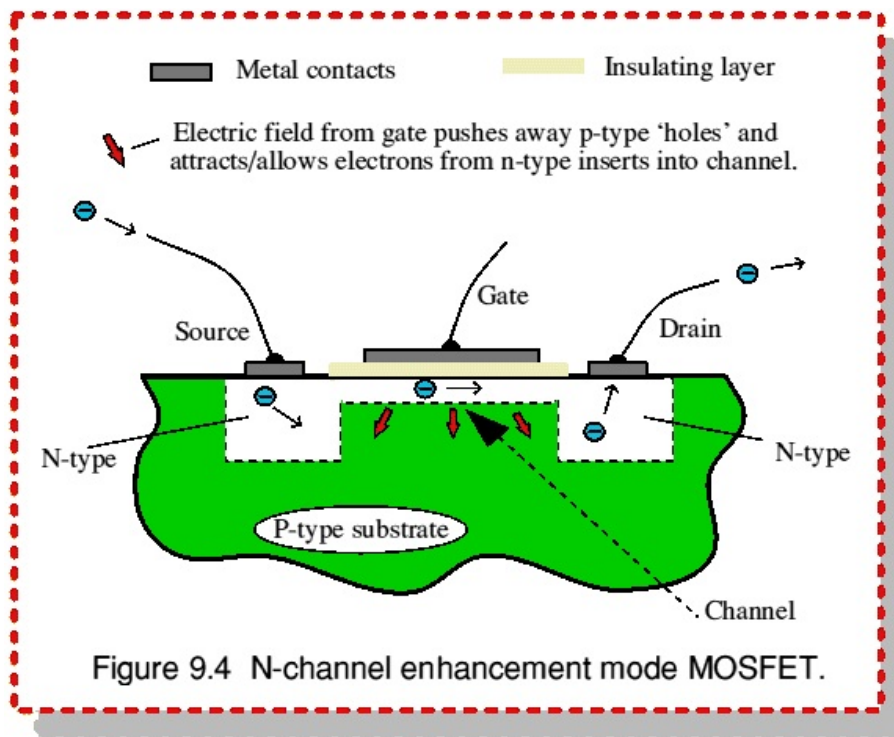 Metal contacts
Insulating layer
Electric field from gate pushes away p-type ‘holes’ and
attracts/allows electrons from n-type inserts into channel.
Gate
Source
Drain
N-type
N-type
P-type substrate
Channel
Figure 9.4 N-channel enhancement mode MOSFET.